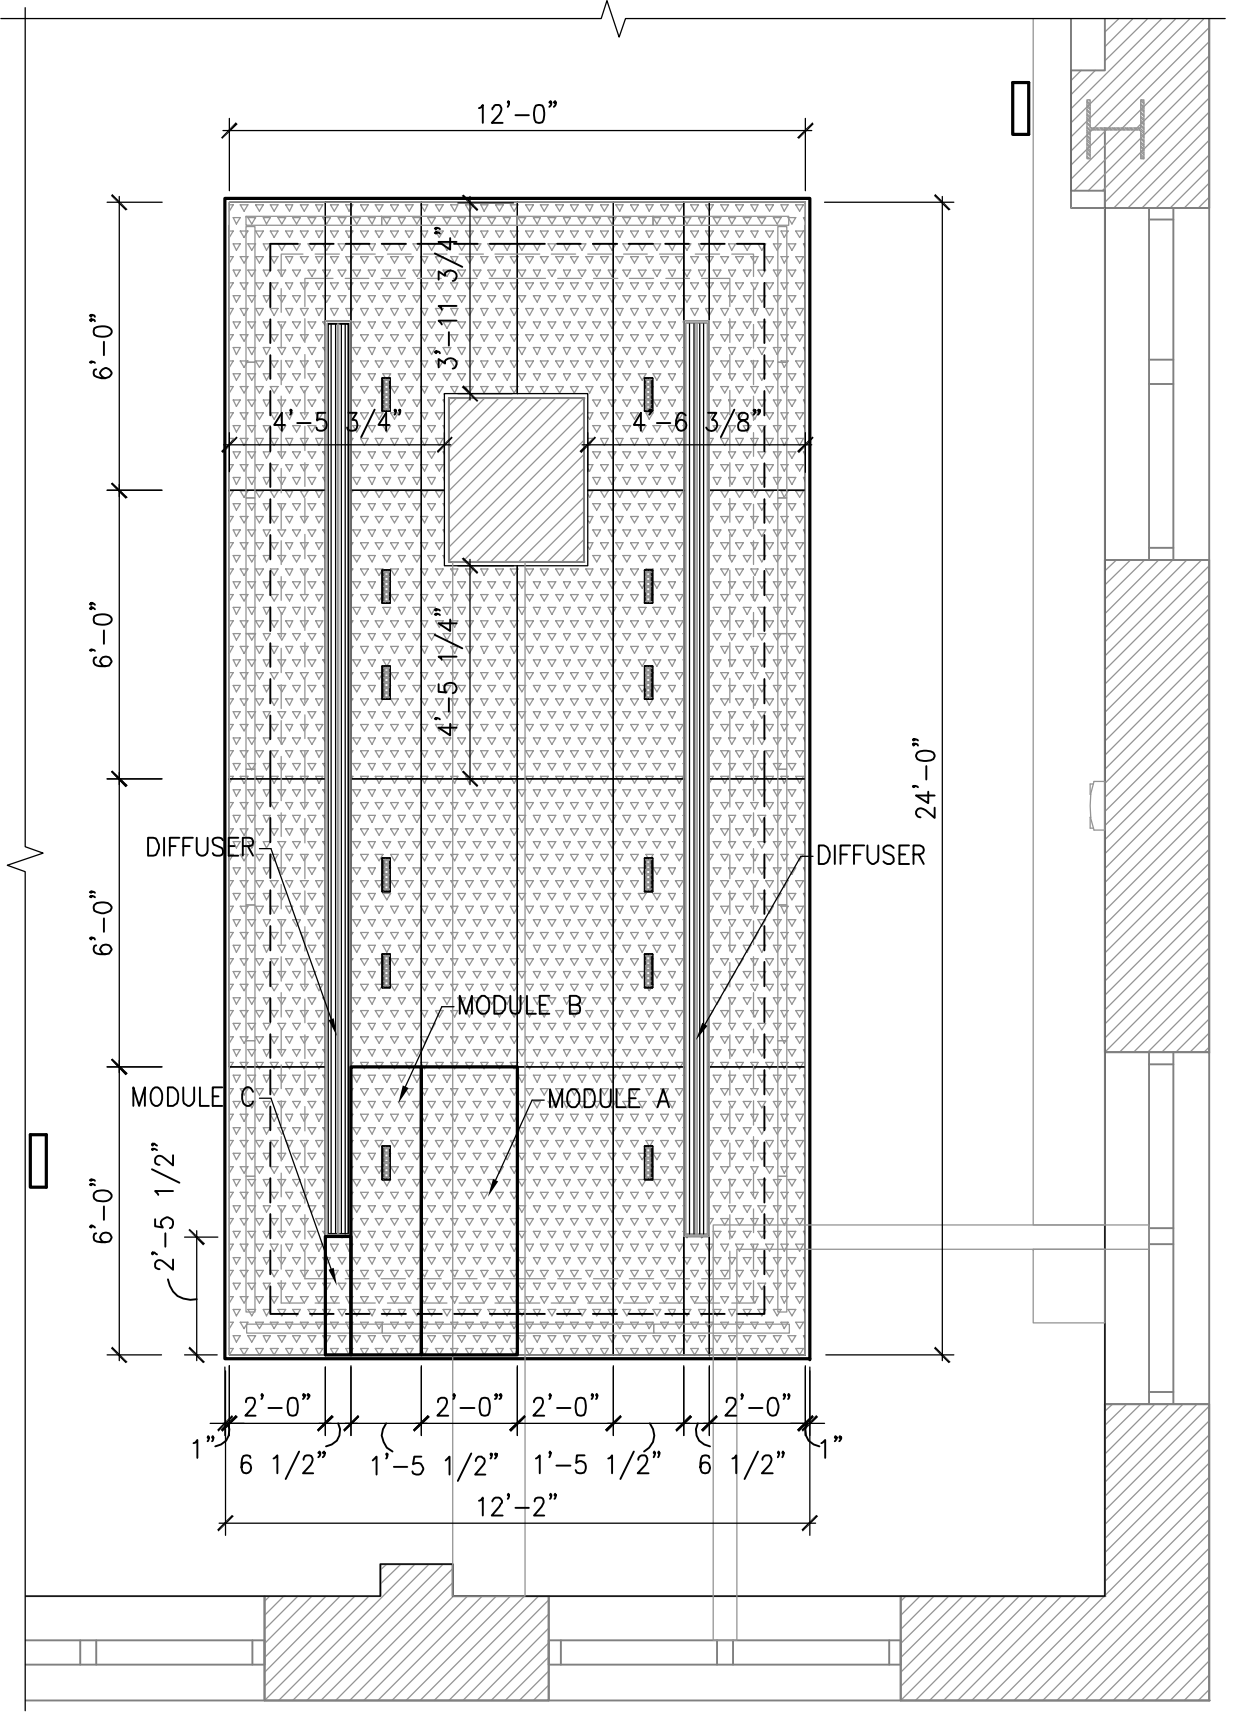 12'-0"
3'-11 3/4"
6'-0"
4'-5 3/4"
4'-6 3/8"
6'-0"
4'-5 1/4"
24'-0"
DIFFUSER
DIFFUSER
6'-0"
MODULE B
MODULE C
MODULE A
6'-0"
2'-5 1/2"
2'-0" 2'-0" 2'-0" 2'-0"
1" 6 1/2" 1'-5 1/2" 1'-5 1/2" 6 1/2" 1"
12'-2"